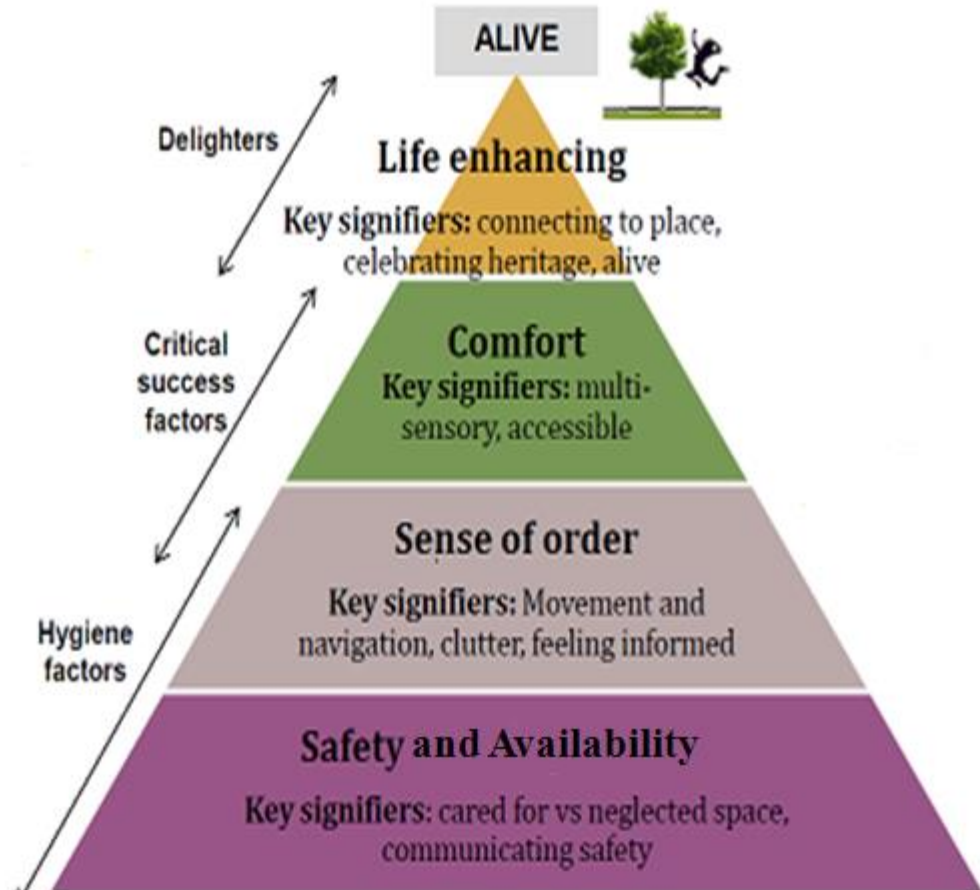 ALIVE
Delighters
Life enhancing
Key signifiers: connecting to place,
celebrating heritage, alive
Critical
success
factors
Comfort
Key signifiers: multi-
sensory, accessible
Sense of order
Key signifiers: Movement and
navigation, clutter, feeling informed
Hygiene
factors
Safety and Availability
Key signifiers: cared for vs neglected space,
communicating safety